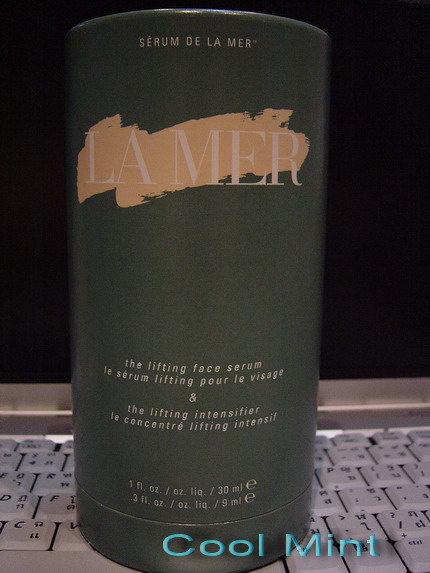 SÉRUM DE LA MER™
LA MER
the lifting face serum
le sérum lifting pour le visage
&
the lifting intensifier
le concentré lifting intensif
1 fl. oz. / oz. liq. / 30 ml ℮
.3 fl. oz. / oz. liq. / 9 ml ℮
Cool Mint